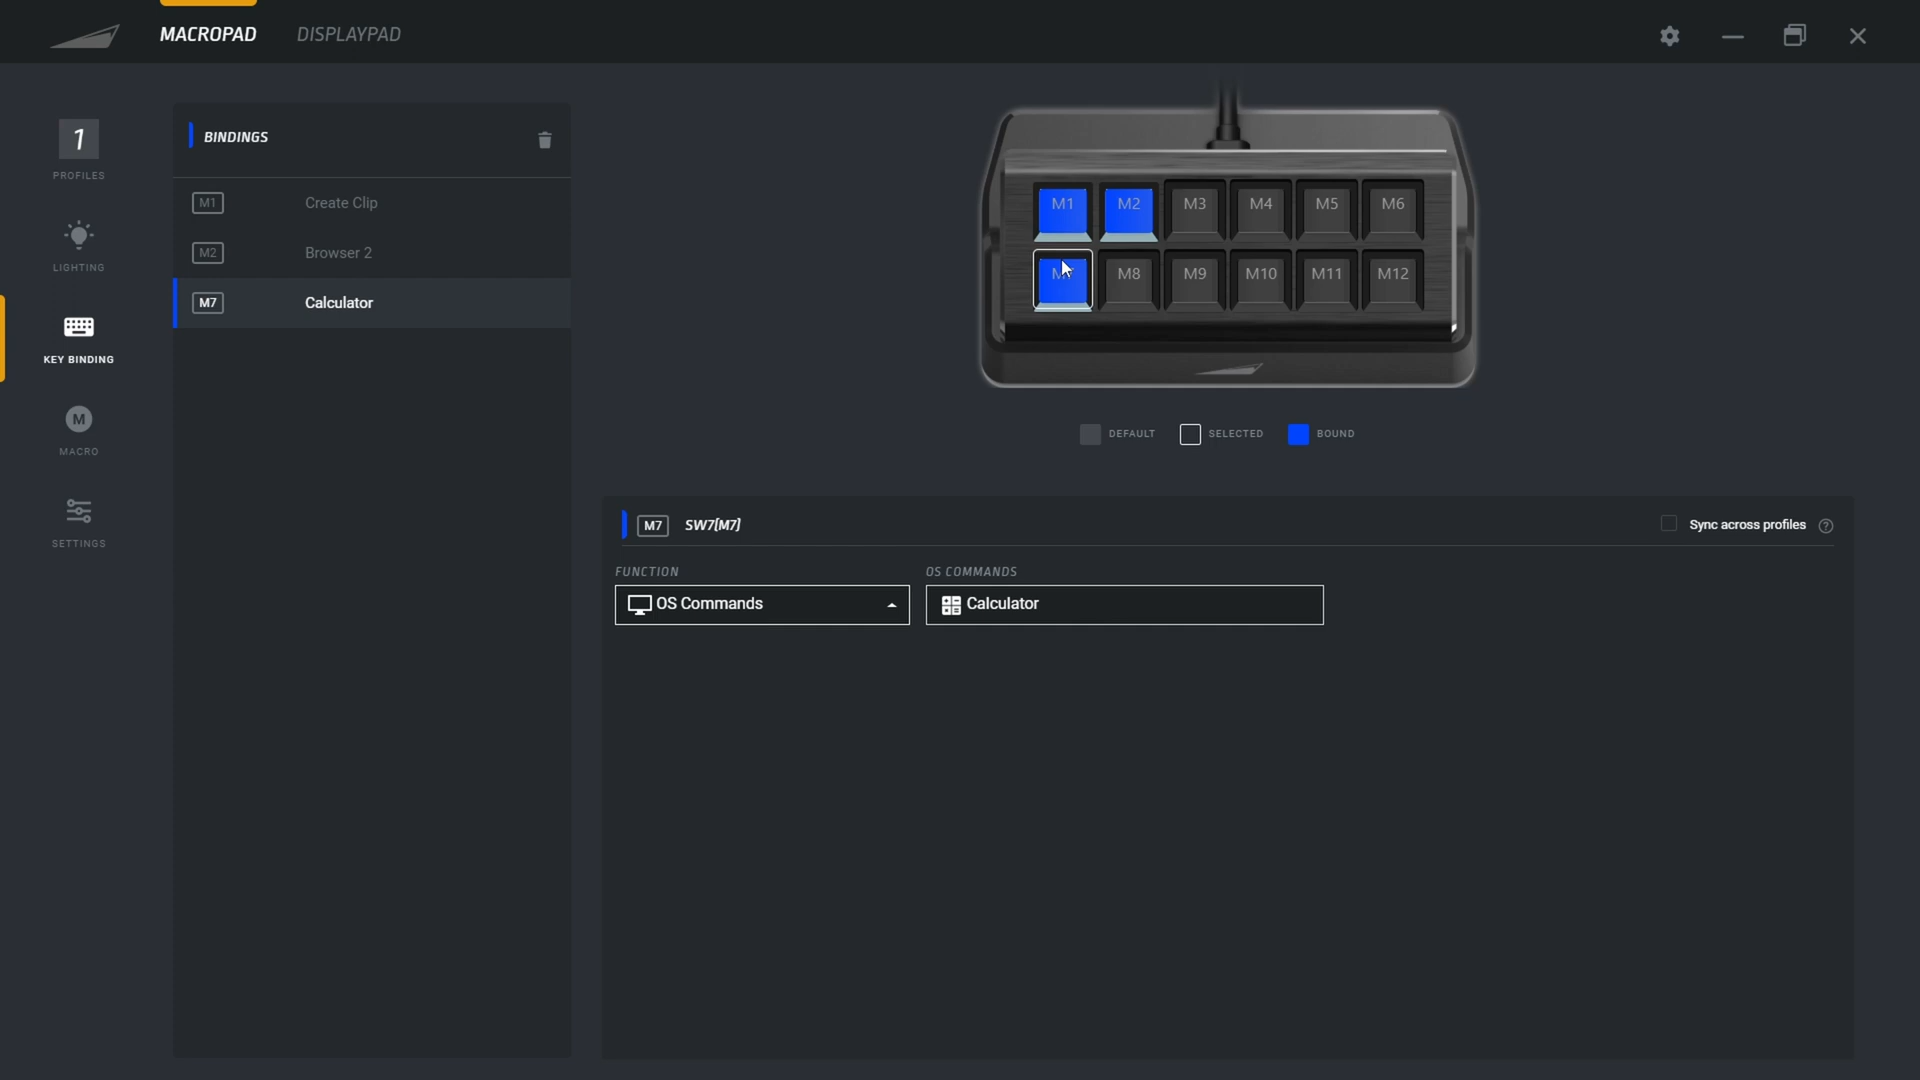 MACROPAD
DISPLAYPAD
1
PROFILES
LIGHTING
KEY BINDING
M
MACRO
SETTINGS
BINDINGS
M1 Create Clip
M2 Browser 2
M7 Calculator
M1 M2 M3 M4 M5 M6
M8 M9 M10 M11 M12
DEFAULT SELECTED BOUND
M7 SW7[M7]
Sync across profiles ?
FUNCTION OS COMMANDS
OS Commands Calculator